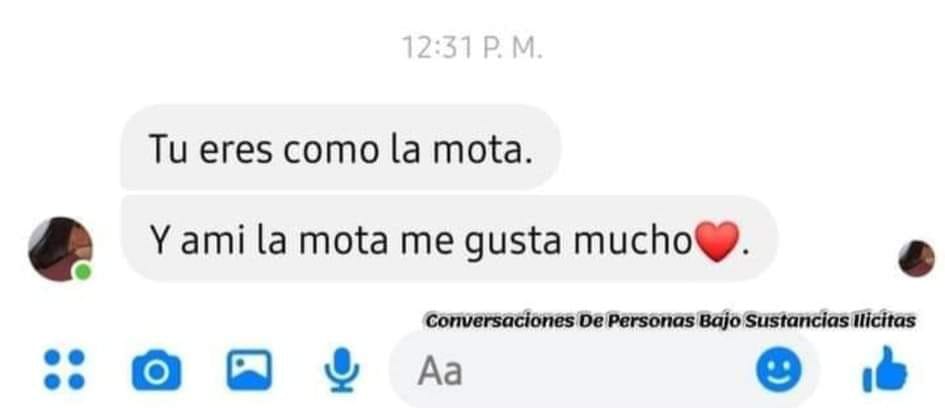 12:31 P. M.
Tu eres como la mota.
Y ami la mota me gusta mucho❤️.
Conversaciones De Personas Bajo Sustancias Ilicitas
Aa